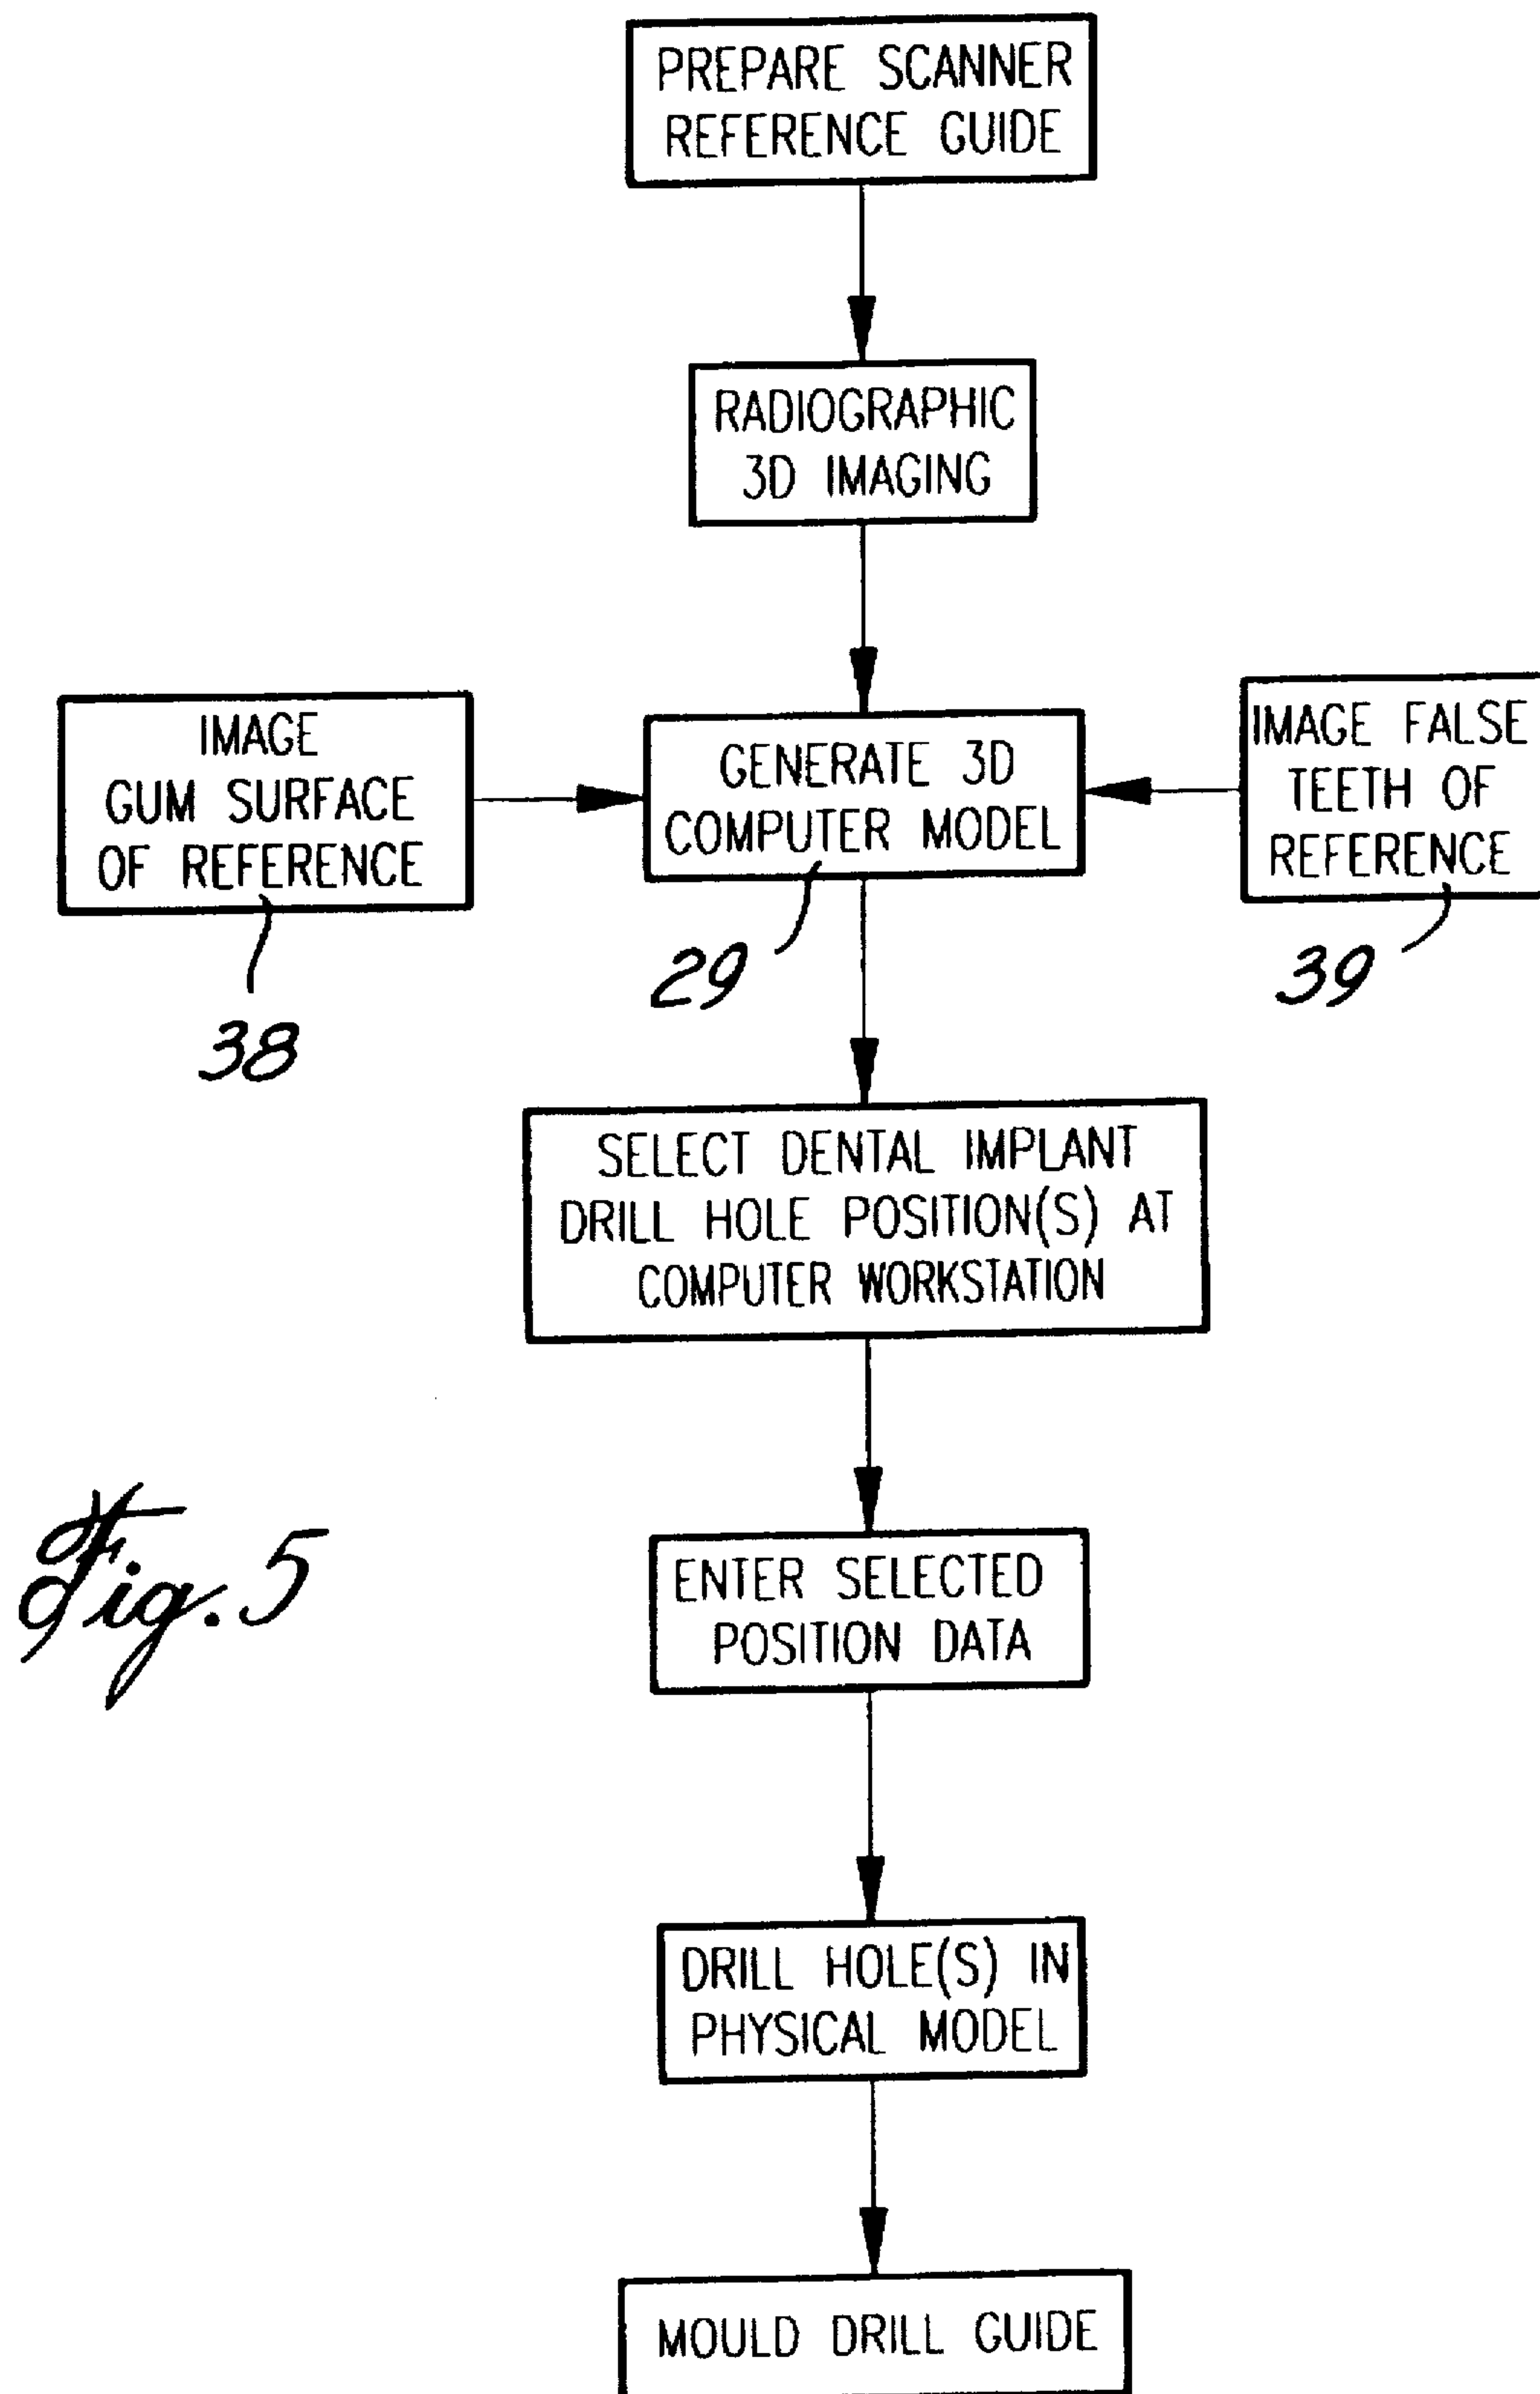 PREPARE SCANNER
REFERENCE GUIDE
RADIOGRAPHIC
3D IMAGING
IMAGE
GUM SURFACE
OF REFERENCE
38
GENERATE 3D
COMPUTER MODEL
29
IMAGE FALSE
TEETH OF
REFERENCE
39
SELECT DENTAL IMPLANT
DRILL HOLE POSITION(S) AT
COMPUTER WORKSTATION
ENTER SELECTED
POSITION DATA
Fig. 5
DRILL HOLE(S) IN
PHYSICAL MODEL
MOULD DRILL GUIDE